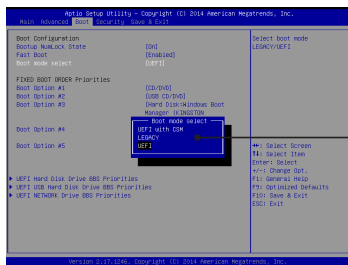 Aptio Setup Utility - Copyright (C) 2014 American Megatrends, Inc.
Main Advanced Boot Security Save & Exit
Boot Configuration
Bootup NumLock State [On]
Fast Boot [Enabled]
Boot mode select [UEFI]
FIXED BOOT ORDER Priorities
Boot Option #1 [CD/DVD]
Boot Option #2 [USB CD/DVD]
Boot Option #3 [Hard Disk:Windows Boot
Manager (KINGSTON
Boot Option #4
Boot Option #5
Boot mode select
UEFI with CSM
LEGACY
UEFI
UEFI Hard Disk Drive BBS Priorities
UEFI USB Hard Disk Drive BBS Priorities
UEFI NETWORK Drive BBS Priorities
Select boot mode
LEGACY/UEFI
: Select Screen
: Select Item
Enter: Select
+/-: Change Opt.
F1: General Help
F9: Optimized Defaults
F10: Save & Exit
ESC: Exit
Version 2.17.1246. Copyright (C) 2014 American Megatrends, Inc.